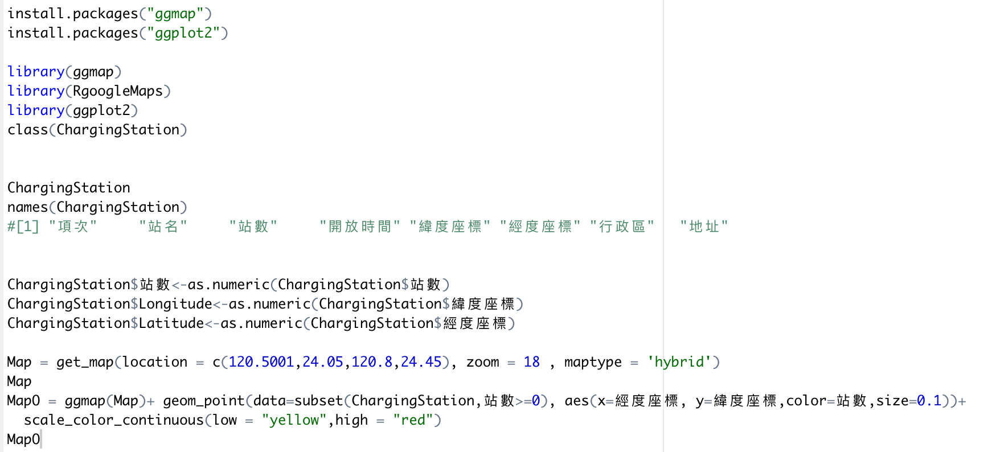 install.packages("ggmap")
install.packages("ggplot2")
library(ggmap)
library(RgoogleMaps)
library(ggplot2)
class(ChargingStation)
ChargingStation
names(ChargingStation)
#[1] "項次"     "站名"     "站數"     "開放時間" "緯度座標" "經度座標" "行政區"   "地址"
ChargingStation$站數<-as.numeric(ChargingStation$站數)
ChargingStation$Longitude<-as.numeric(ChargingStation$緯度座標)
ChargingStation$Latitude<-as.numeric(ChargingStation$經度座標)
Map = get_map(location = c(120.5001,24.05,120.8,24.45), zoom = 18 , maptype = 'hybrid')
Map
MapO = ggmap(Map)+ geom_point(data=subset(ChargingStation,站數>=0), aes(x=經度座標, y=緯度座標,color=站數,size=0.1))+
  scale_color_continuous(low = "yellow",high = "red")
MapO